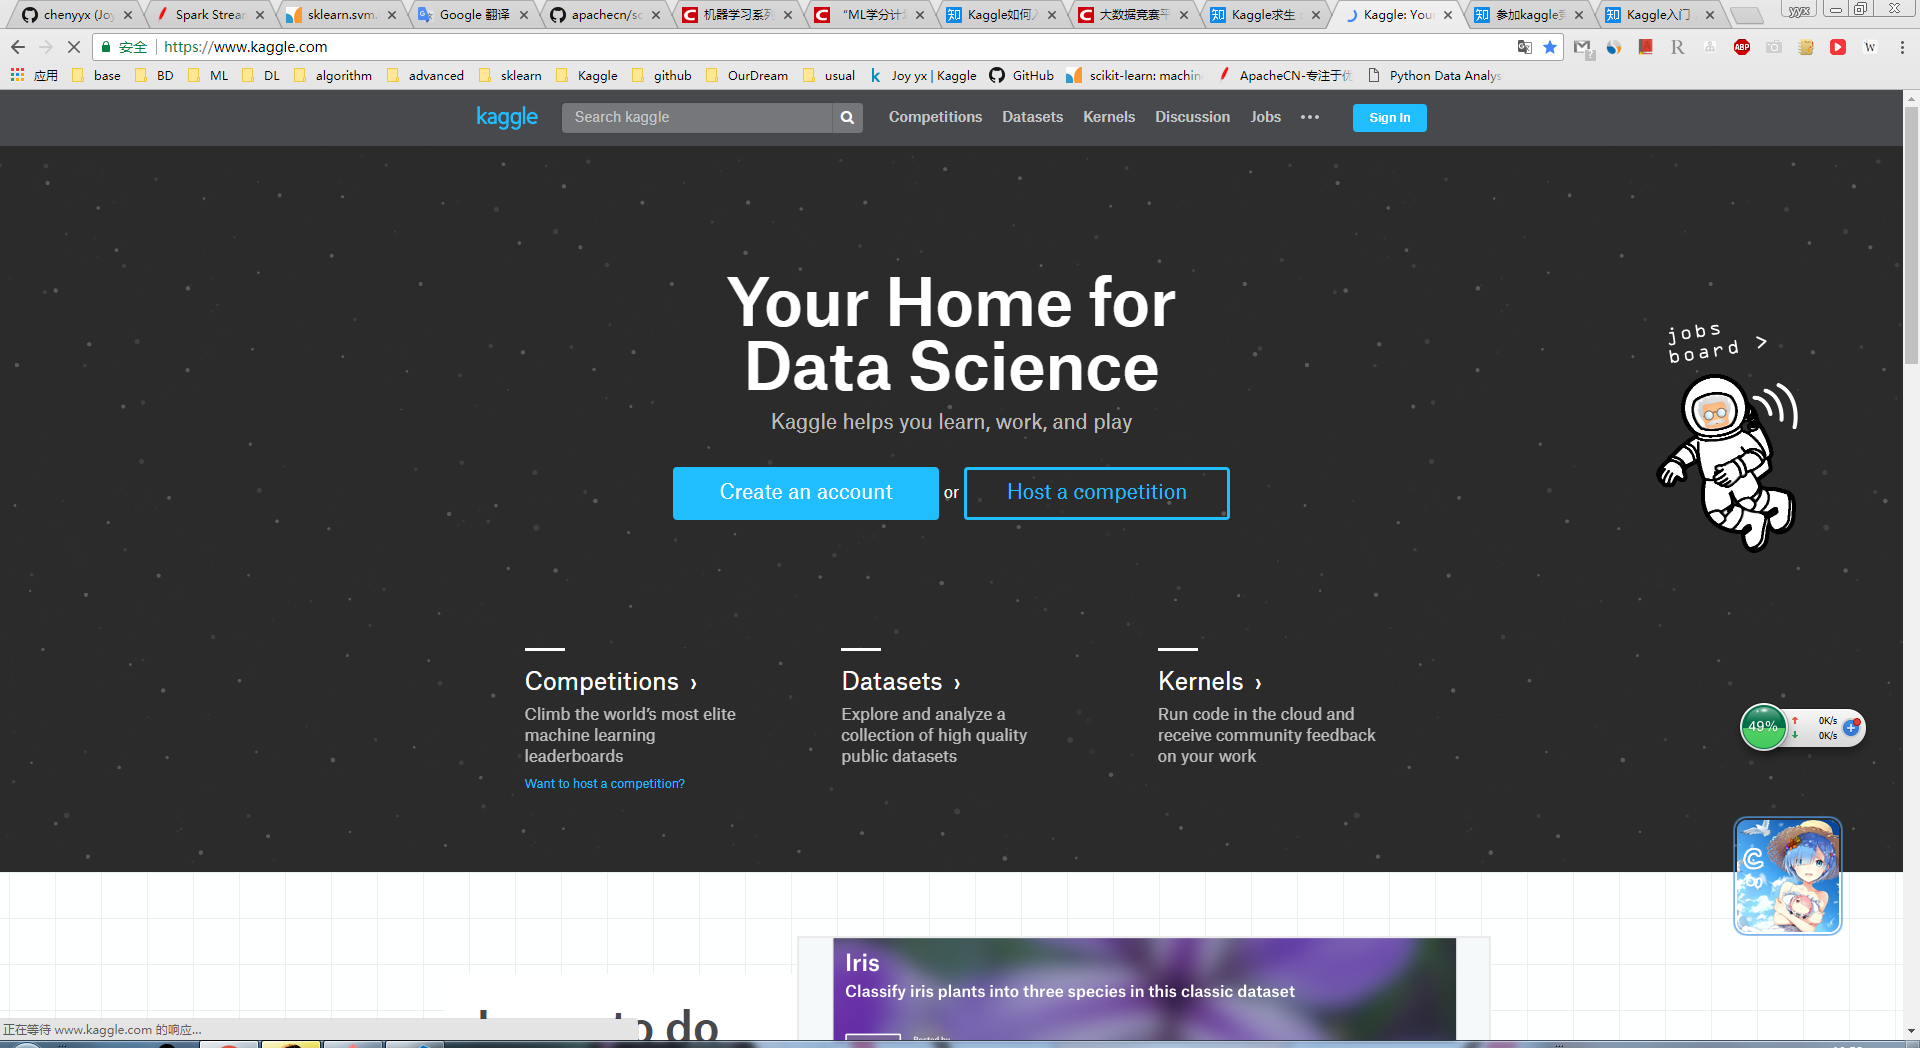 chenyyx (Joy
Spark Strear
sklearn.svm.
Google 翻译
apachecn/sc
机器学习系列
“ML学分计
Kaggle如何入
大数据竞赛平
Kaggle求生
Kaggle: You
参加kaggle竞
Kaggle入门
yyx
安全
https://www.kaggle.com
应用
base
BD
ML
DL
algorithm
advanced
sklearn
Kaggle
github
OurDream
usual
Joy yx | Kaggle
GitHub
scikit-learn: machin
ApacheCN-专注于优
Python Data Analys
kaggle
Search kaggle
Competitions
Datasets
Kernels
Discussion
Jobs
Sign In
Your Home for
Data Science
Kaggle helps you learn, work, and play
Create an account
or
Host a competition
jobs
board >
Competitions ›
Climb the world’s most elite
machine learning
leaderboards
Want to host a competition?
Datasets ›
Explore and analyze a
collection of high quality
public datasets
Kernels ›
Run code in the cloud and
receive community feedback
on your work
49%
0K/s
0K/s
Iris
Classify iris plants into three species in this classic dataset
to do
正在等待 www.kaggle.com 的响应...